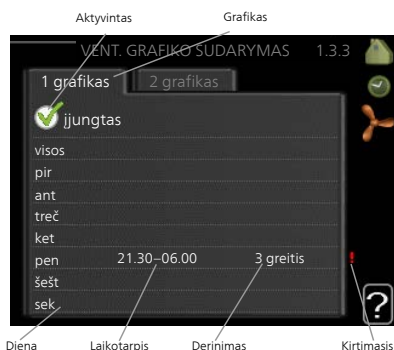 Aktyvintas Grafikas
VENT. GRAFIKO SUDARYMAS 1.3.3
1 grafikas 2 grafikas
įjungtas
visos
pir
ant
treč
ket
pen 21.30–06.00 3 greitis !
šešt
sek ?
Diena Laikotarpis Derinimas Kirtimasis